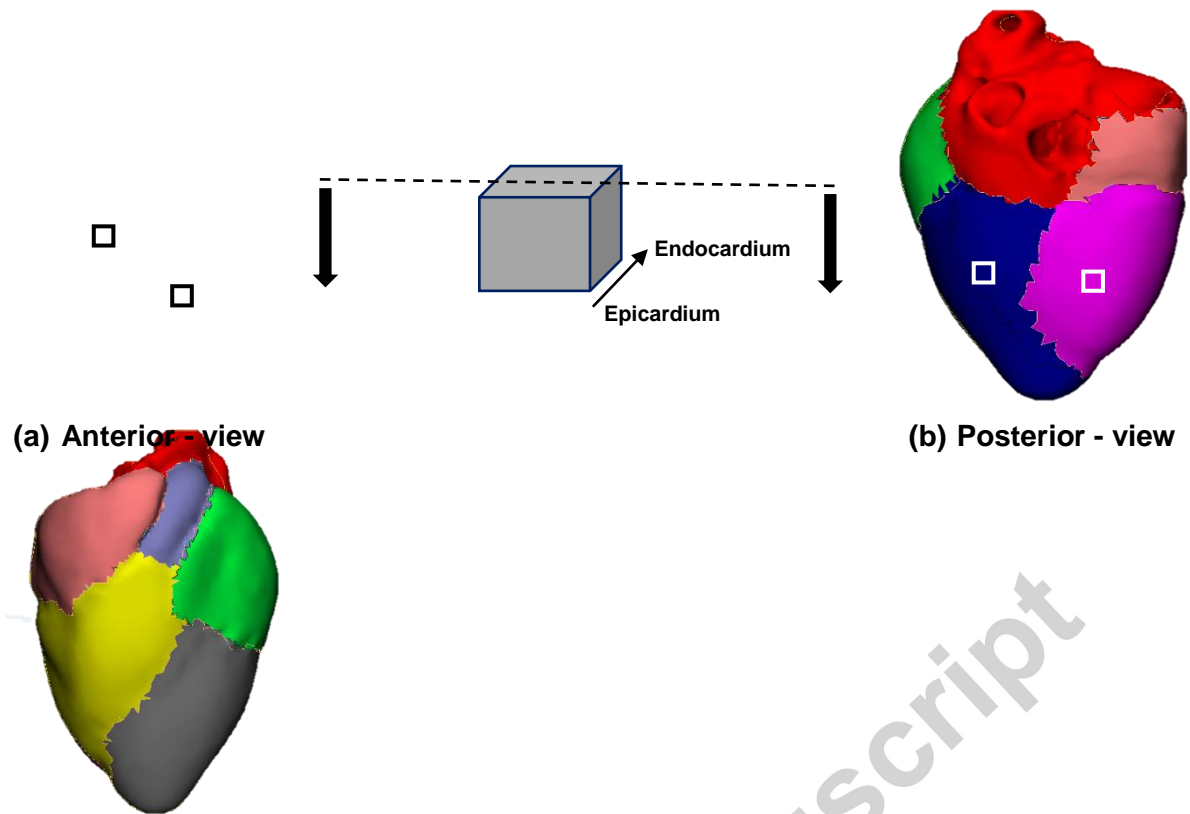 Endocardium
Epicardium
(a) Anterior - view
(b) Posterior - view